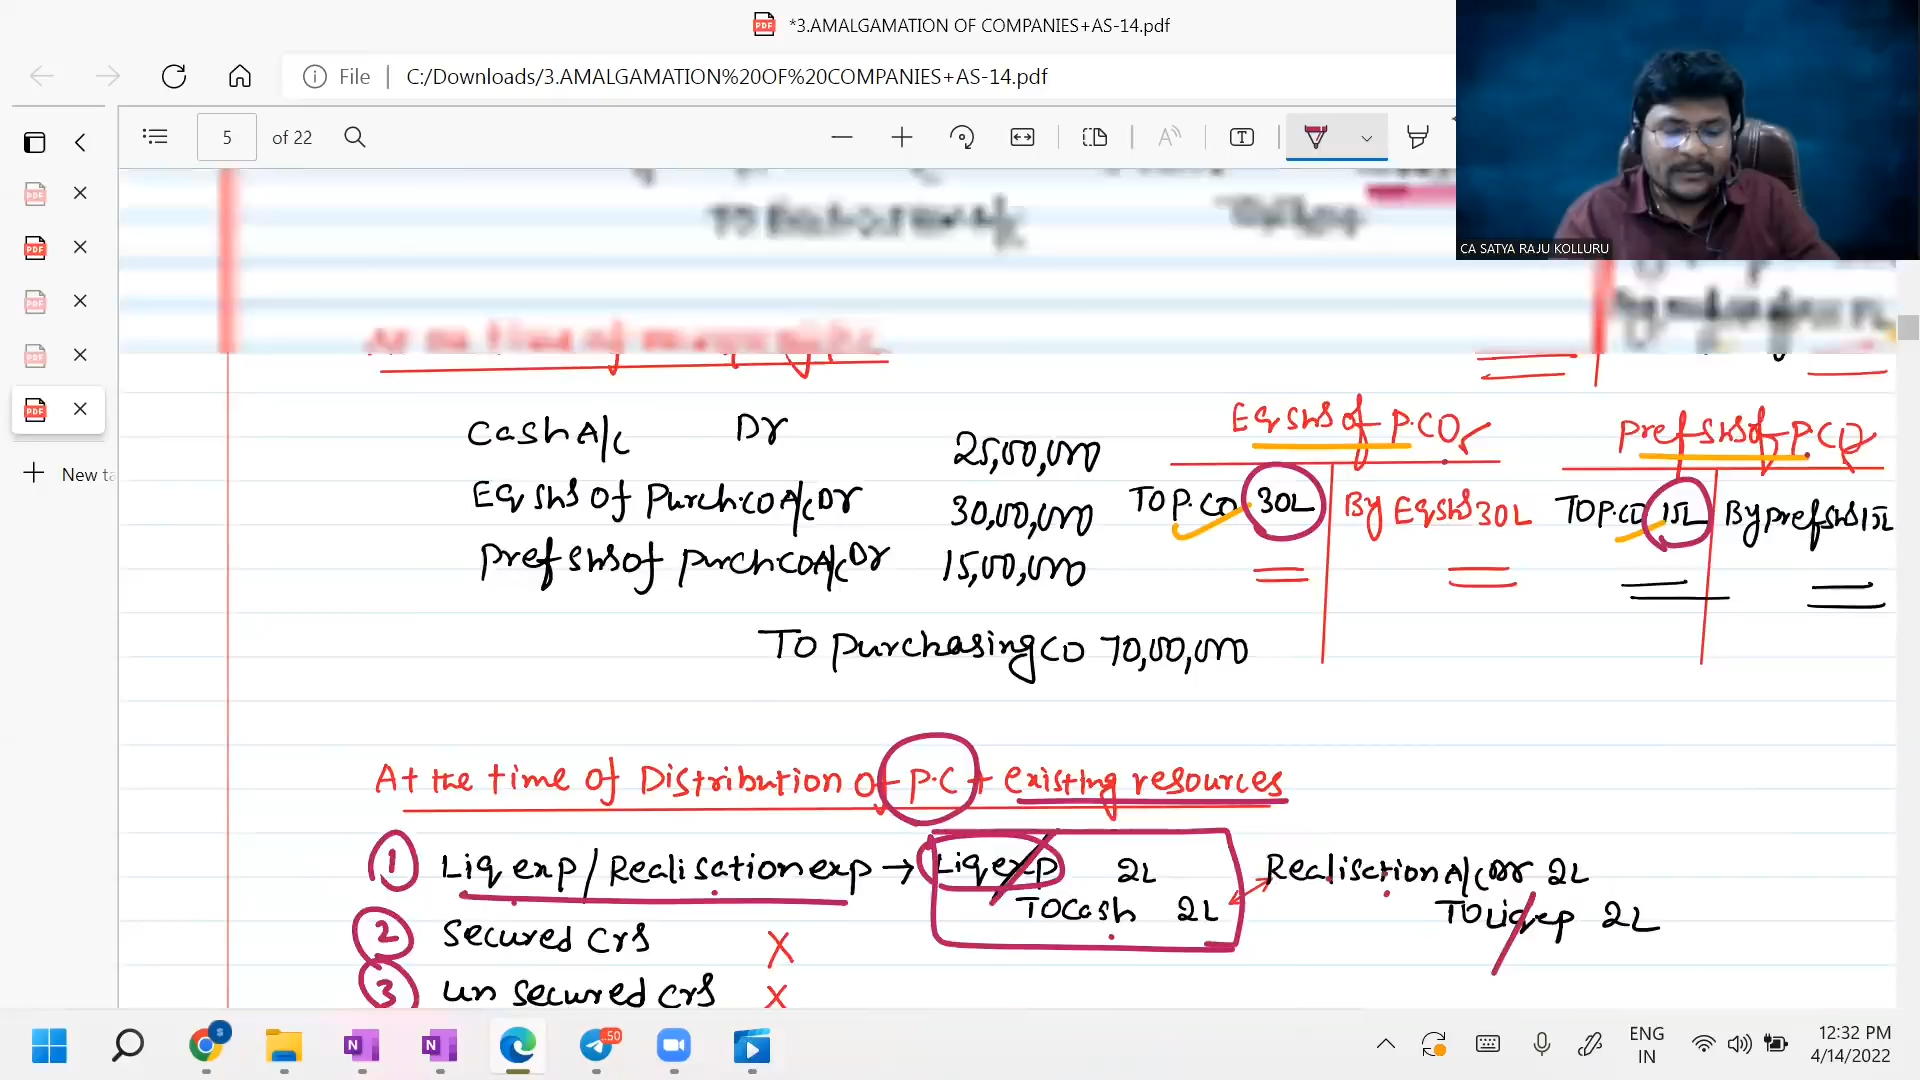 *3.AMALGAMATION OF COMPANIES+AS-14.pdf
File | C:/Downloads/3.AMALGAMATION%20OF%20COMPANIES+AS-14.pdf
5 of 22
CA SATYA RAJU KOLLURU
New ta
Cash A/c Dr 25,00,000
Eq shs of Purch.co A/c Dr 30,00,000
Pref shs of purch co A/c Dr 15,00,000
To purchasing co 70,00,000
Eq shs of P.CO
To P.CO 30L By Eq shs 30L
Pref shs of P.CO
To P.CO 15L By pref shs 15L
At the time of Distribution of P.C + existing resources
1 Liq exp / Realisation exp → Liq exp 2L Realisation A/c Dr 2L
To Cash 2L To Liq exp 2L
2 Secured Crs X
3 un secured crs X
ENG
IN
12:32 PM
4/14/2022
50